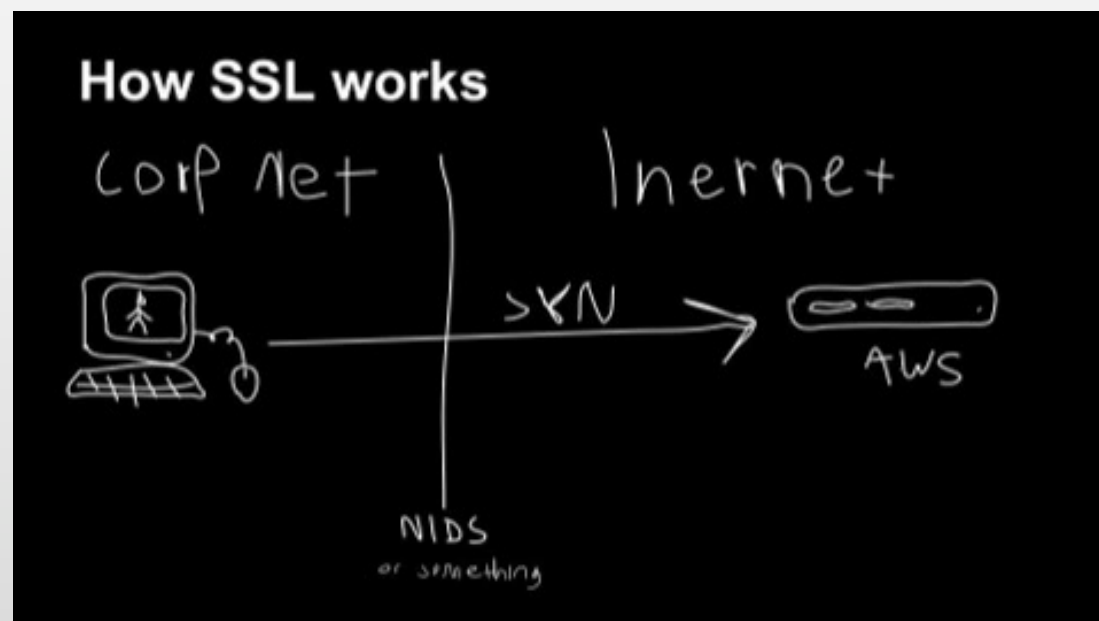 How SSL works
Corp Net
Inernet
SYN
AWS
NIDS
or something